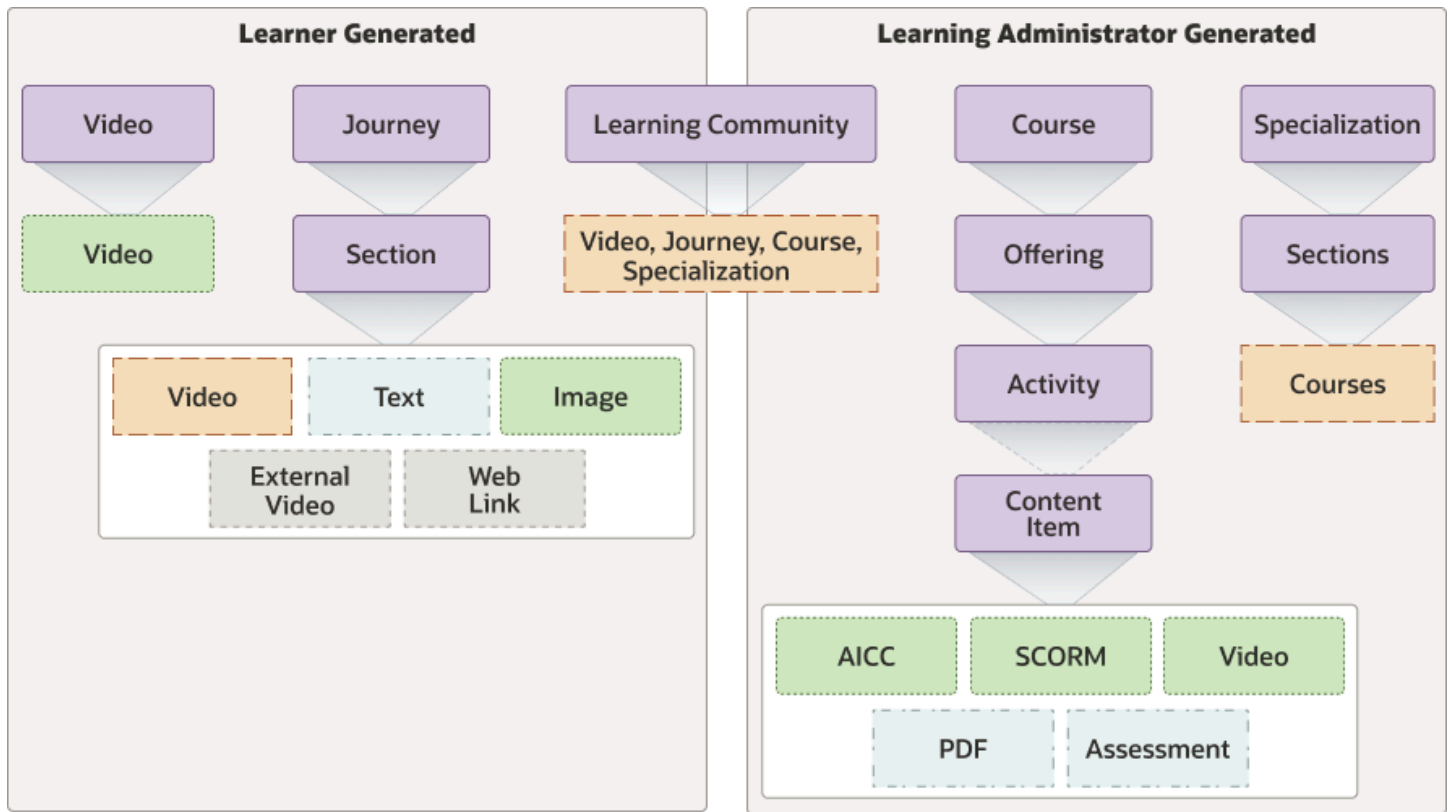 Learner Generated
Learning Administrator Generated
Video
Journey
Learning Community
Course
Specialization
Video
Section
Video, Journey, Course,
Specialization
Offering
Sections
Video
Text
Image
Activity
Courses
External
Video
Web
Link
Content
Item
AICC
SCORM
Video
PDF
Assessment